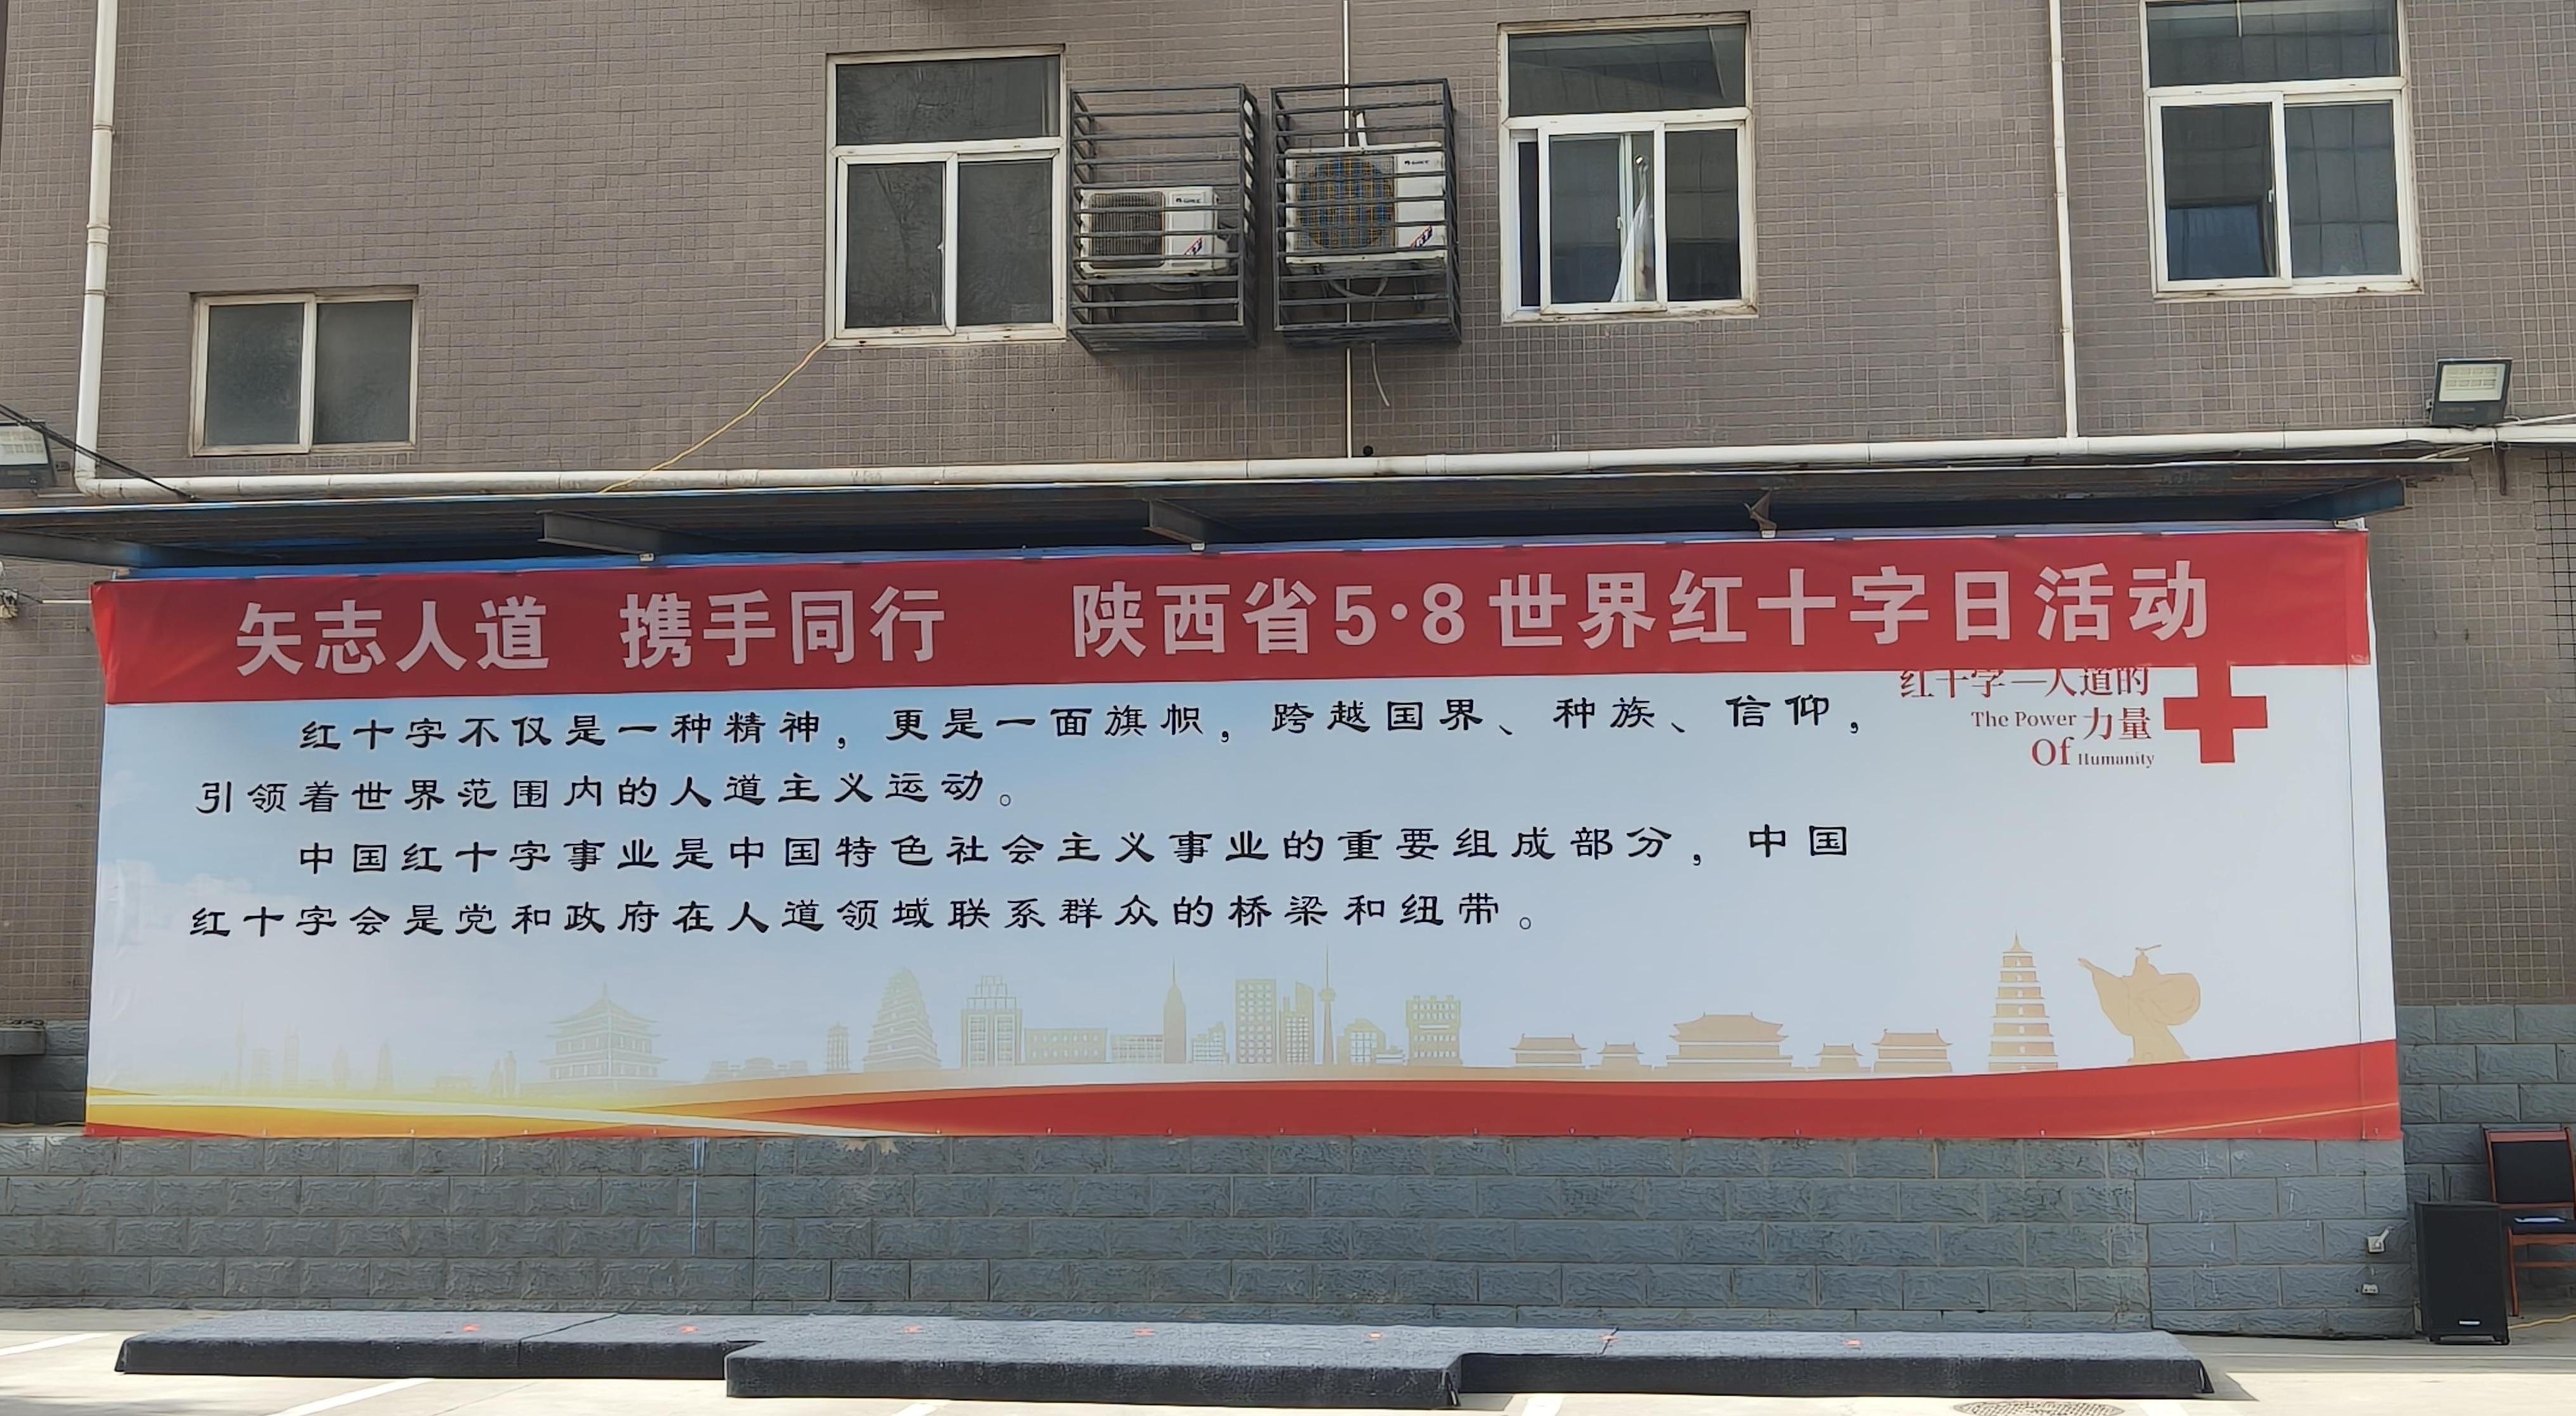 矢志人道 携手同行 陕西省5·8世界红十字日活动
红十字—人道的
The Power 力量
Of Humanity
红十字不仅是一种精神，更是一面旗帜，跨越国界、种族、信仰，
引领着世界范围内的人道主义运动。
中国红十字事业是中国特色社会主义事业的重要组成部分，中国
红十字会是党和政府在人道领域联系群众的桥梁和纽带。